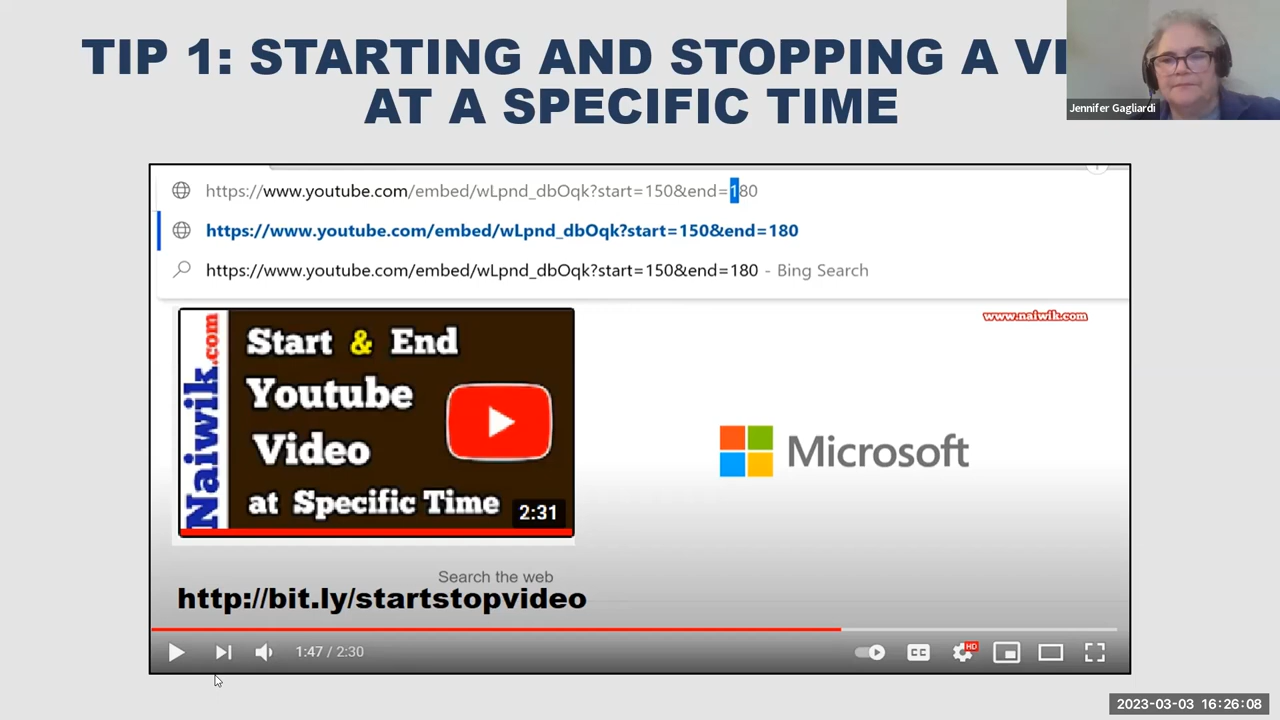 TIP 1: STARTING AND STOPPING A
AT A SPECIFIC TIME
Jennifer Gagliardi
https://www.youtube.com/embed/wLpnd_dbOqk?start=150&end=180
https://www.youtube.com/embed/wLpnd_dbOqk?start=150&end=180
https://www.youtube.com/embed/wLpnd_dbOqk?start=150&end=180 - Bing Search
www.naiwik.com
Naiwik.com
Start & End
Youtube
Video
at Specific Time
2:31
Microsoft
Search the web
http://bit.ly/startstopvideo
1:47 / 2:30
CC
HD
2023-03-03 16:26:08